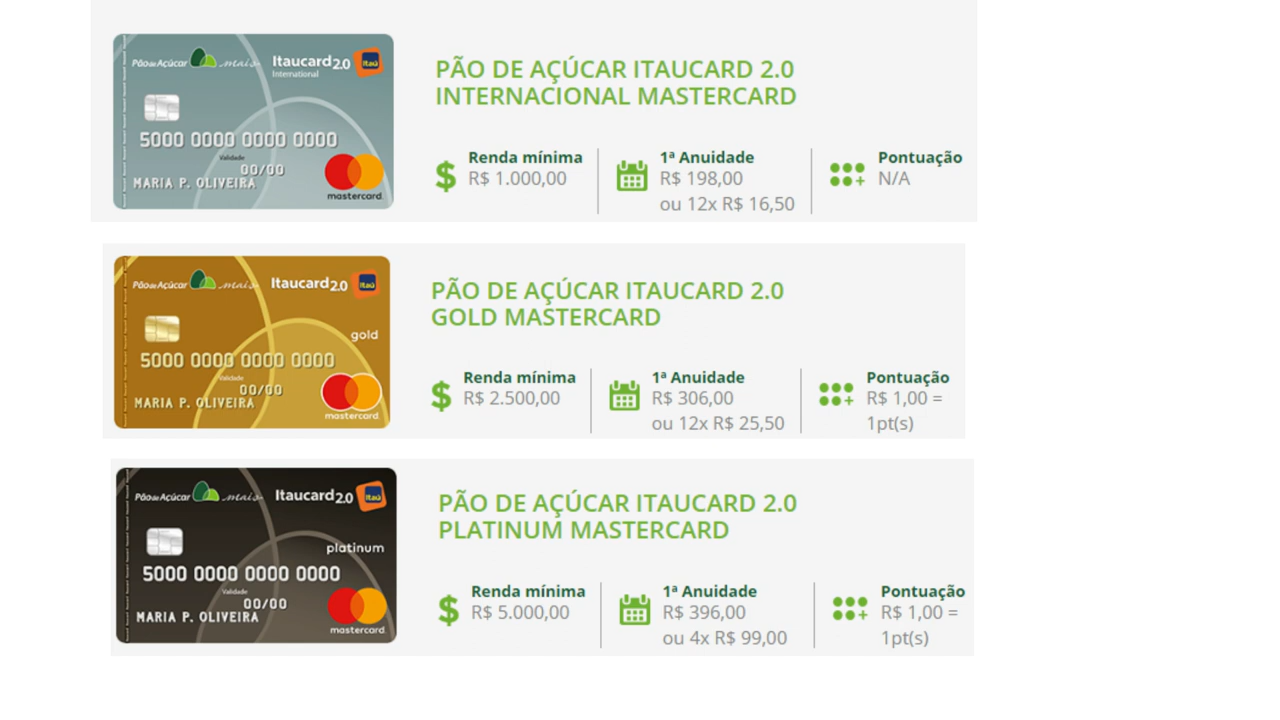 PãodeAçúcar mais Itaucard2.0 Itaú
International
5000 0000 0000 0000
Validade
00/00
MARIA P. OLIVEIRA
mastercard
PÃO DE AÇÚCAR ITAUCARD 2.0
INTERNACIONAL MASTERCARD
Renda mínima
R$ 1.000,00
1ª Anuidade
R$ 198,00
ou 12x R$ 16,50
Pontuação
N/A
PãodeAçúcar mais Itaucard2.0 Itaú
gold
5000 0000 0000 0000
Validade
00/00
MARIA P. OLIVEIRA
mastercard
PÃO DE AÇÚCAR ITAUCARD 2.0
GOLD MASTERCARD
Renda mínima
R$ 2.500,00
1ª Anuidade
R$ 306,00
ou 12x R$ 25,50
Pontuação
R$ 1,00 =
1pt(s)
PãodeAçúcar mais Itaucard2.0 Itaú
platinum
5000 0000 0000 0000
Validade
00/00
MARIA P. OLIVEIRA
mastercard
PÃO DE AÇÚCAR ITAUCARD 2.0
PLATINUM MASTERCARD
Renda mínima
R$ 5.000,00
1ª Anuidade
R$ 396,00
ou 4x R$ 99,00
Pontuação
R$ 1,00 =
1pt(s)